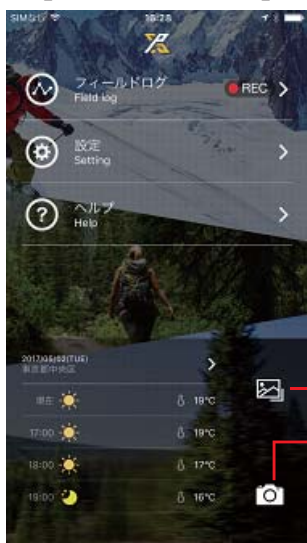 SIMなし 18:28
フィールドログ
Field log
REC
設定
Setting
ヘルプ
Help
2017/05/02(TUE)
東京都中央区
現在 19℃
17:00 19℃
18:00 17℃
19:00 16℃